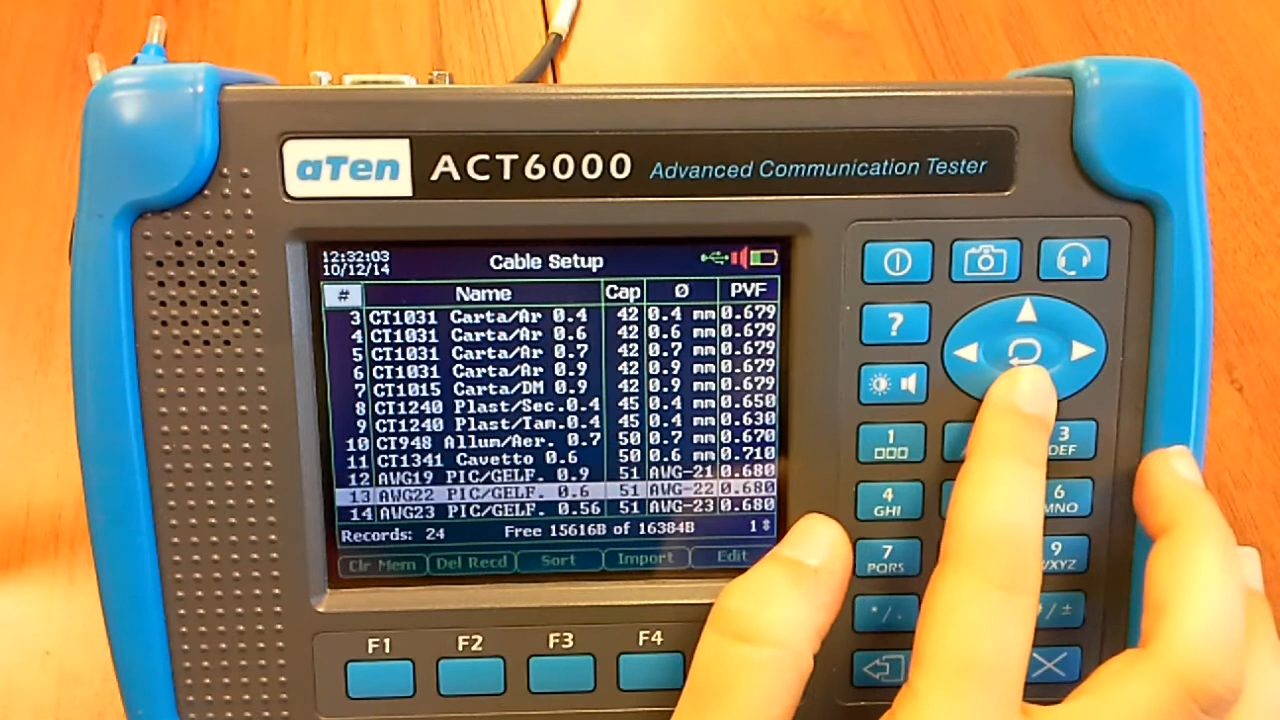 aTen ACT6000 Advanced Communication Tester
12:32:03
10/12/14
Cable Setup
# Name Cap Ø PVF
3 CT1031 Carta/Ar 0.4 42 0.4 mm 0.679
4 CT1031 Carta/Ar 0.6 42 0.6 mm 0.679
5 CT1031 Carta/Ar 0.7 42 0.7 mm 0.679
6 CT1031 Carta/Ar 0.9 42 0.9 mm 0.679
7 CT1015 Carta/DM 0.9 42 0.9 mm 0.679
8 CT1240 Plast/Sec.0.4 45 0.4 mm 0.650
9 CT1240 Plast/Tam.0.4 45 0.4 mm 0.630
10 CT948 Allum/Aer. 0.7 50 0.7 mm 0.670
11 CT1341 Cavetto 0.6 50 0.6 mm 0.710
12 AWG19 PIC/GELF. 0.9 51 AWG-21 0.680
13 AWG22 PIC/GELF. 0.6 51 AWG-22 0.680
14 AWG23 PIC/GELF. 0.56 51 AWG-23 0.680
Records: 24 Free 15616B of 16384B 1
Clr Mem Del Recd Sort Import Edit
F1 F2 F3 F4
?
1 3
DEF
4 6
GHI MNO
7 9
PQRS XYZ
*/. /±